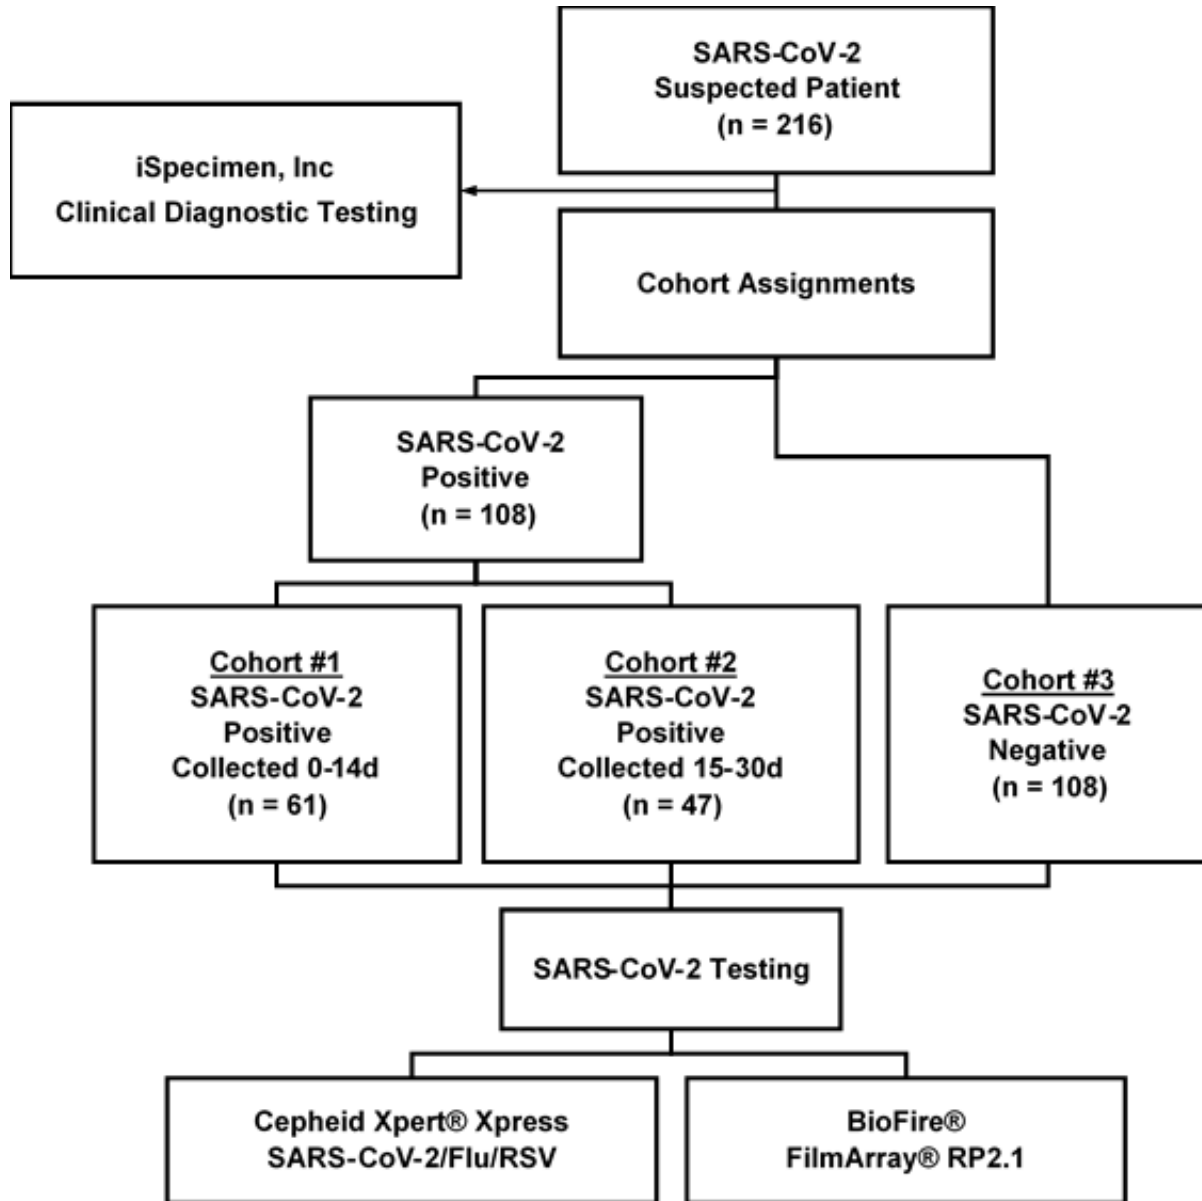 SARS-CoV-2
Suspected Patient
(n = 216)
iSpecimen, Inc
Clinical Diagnostic Testing
Cohort Assignments
SARS-CoV-2
Positive
(n = 108)
Cohort #1
SARS-CoV-2
Positive
Collected 0-14d
(n = 61)
Cohort #2
SARS-CoV-2
Positive
Collected 15-30d
(n = 47)
Cohort #3
SARS-CoV-2
Negative
(n = 108)
SARS-CoV-2 Testing
Cepheid Xpert® Xpress
SARS-CoV-2/Flu/RSV
BioFire®
FilmArray® RP2.1